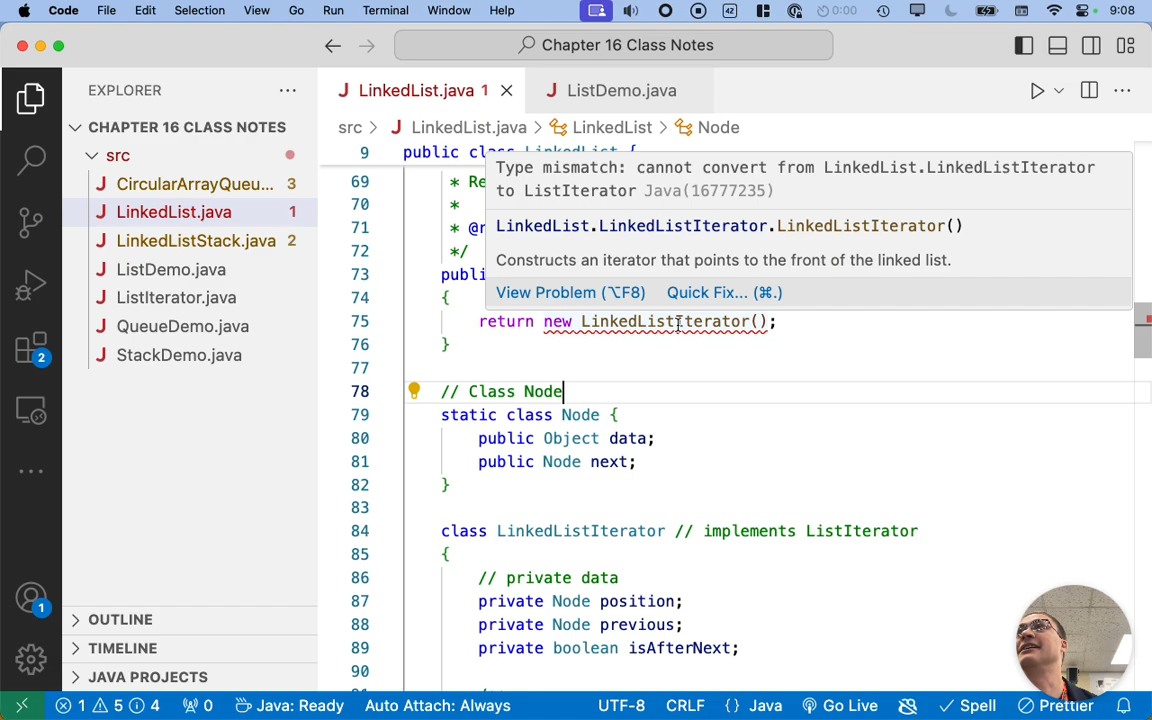 Code File Edit Selection View Go Run Terminal Window Help 42 0:00 9:08
Chapter 16 Class Notes
EXPLORER
LinkedList.java 1
ListDemo.java
CHAPTER 16 CLASS NOTES
src
CircularArrayQueu... 3
LinkedList.java 1
LinkedListStack.java 2
ListDemo.java
ListIterator.java
QueueDemo.java
StackDemo.java
2
1
OUTLINE
TIMELINE
JAVA PROJECTS
src > LinkedList.java > LinkedList > Node
9 public class LinkedList {
Type mismatch: cannot convert from LinkedList.LinkedListIterator
to ListIterator Java(16777235)
LinkedList.LinkedListIterator.LinkedListIterator()
Constructs an iterator that points to the front of the linked list.
View Problem (⌥F8) Quick Fix... (⌘.)
69 * Re
70 *
71 * @r
72 */
73 publi
74 {
75 return new LinkedListIterator();
76 }
77
78 // Class Node
79 static class Node {
80 public Object data;
81 public Node next;
82 }
83
84 class LinkedListIterator // implements ListIterator
85 {
86 // private data
87 private Node position;
88 private Node previous;
89 private boolean isAfterNext;
90
1 5 4 0 Java: Ready Auto Attach: Always UTF-8 CRLF {} Java Go Live Spell Prettier